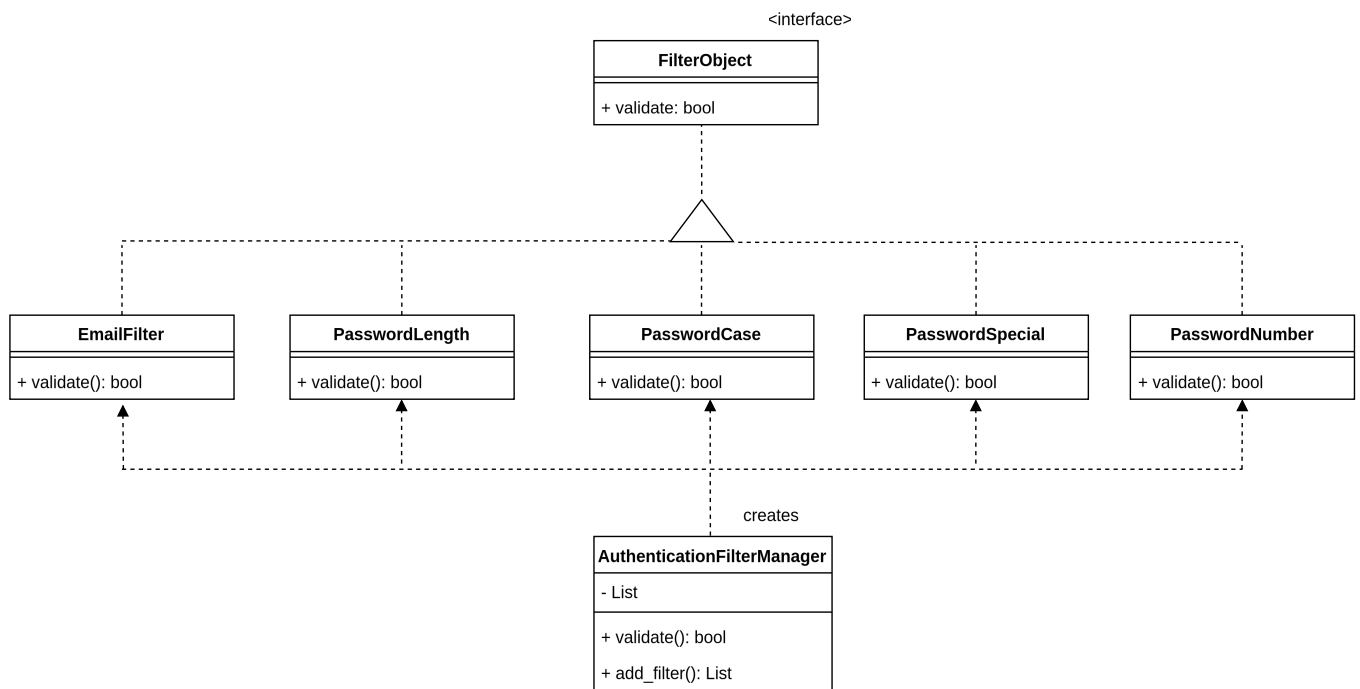 <interface>
FilterObject
+ validate: bool
EmailFilter
+ validate(): bool
PasswordLength
+ validate(): bool
PasswordCase
+ validate(): bool
PasswordSpecial
+ validate(): bool
PasswordNumber
+ validate(): bool
creates
AuthenticationFilterManager
- List
+ validate(): bool
+ add_filter(): List